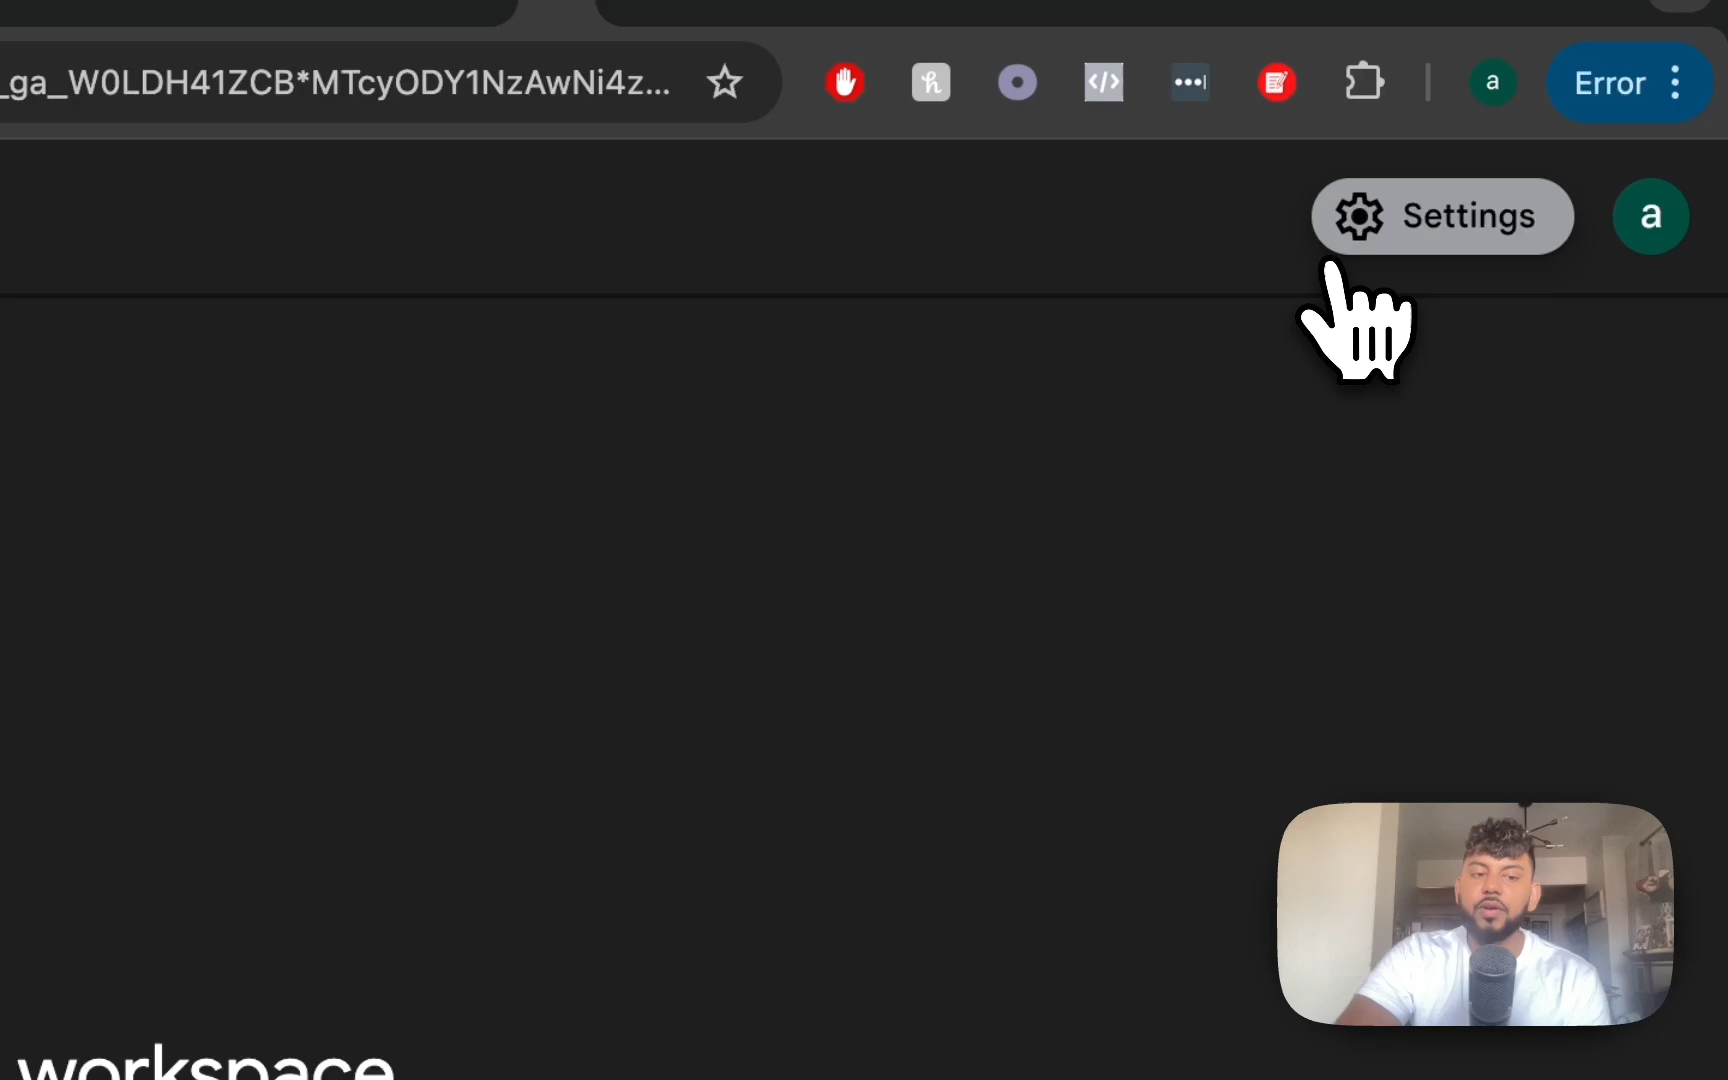 _ga_W0LDH41ZCB*MTcyODY1NzAwNi4z...
h
</>
a
Error
Settings
a
workspace